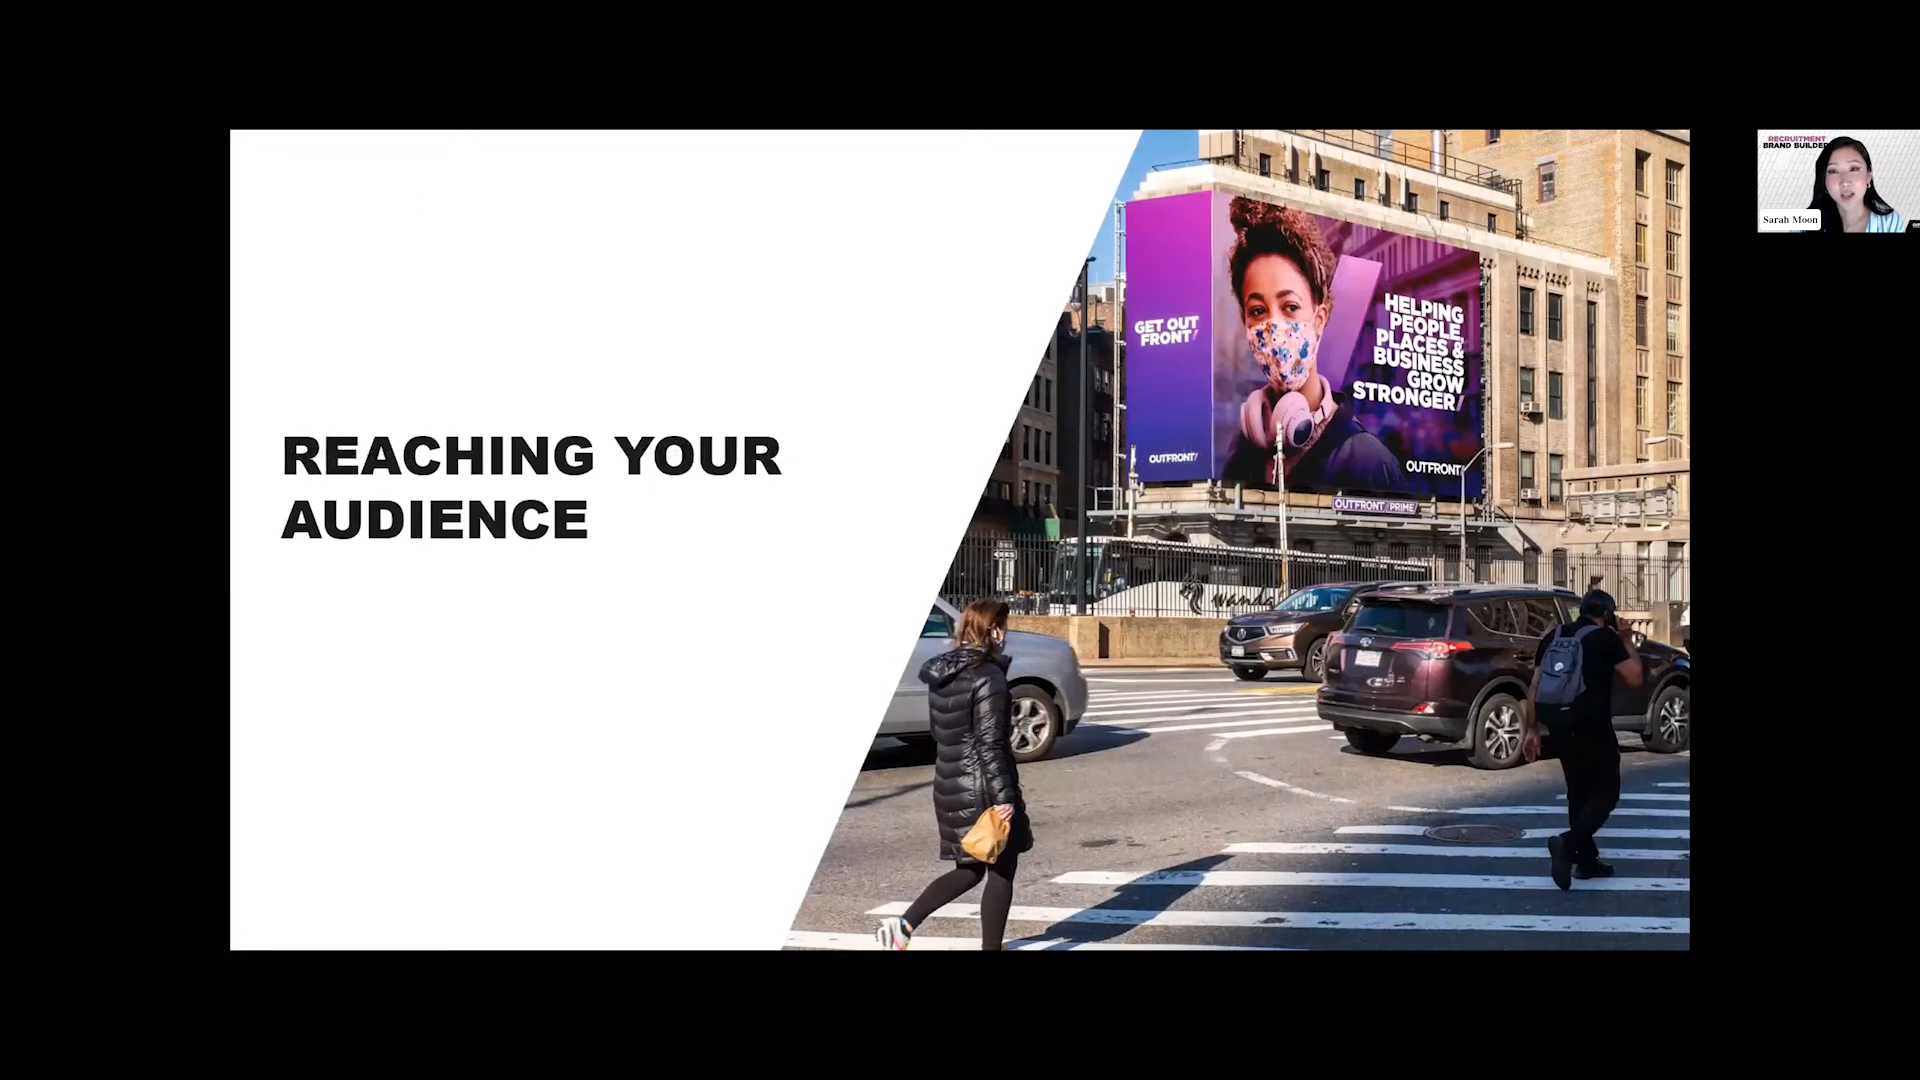 REACHING YOUR
AUDIENCE
GET OUT
FRONT/
OUTFRONT/
HELPING
PEOPLE,
PLACES &
BUSINESS
GROW
STRONGER/
OUTFRONT/
OUTFRONT/PRIME/
wanda
RECRUITMENT
BRAND BUILDER
Sarah Moon